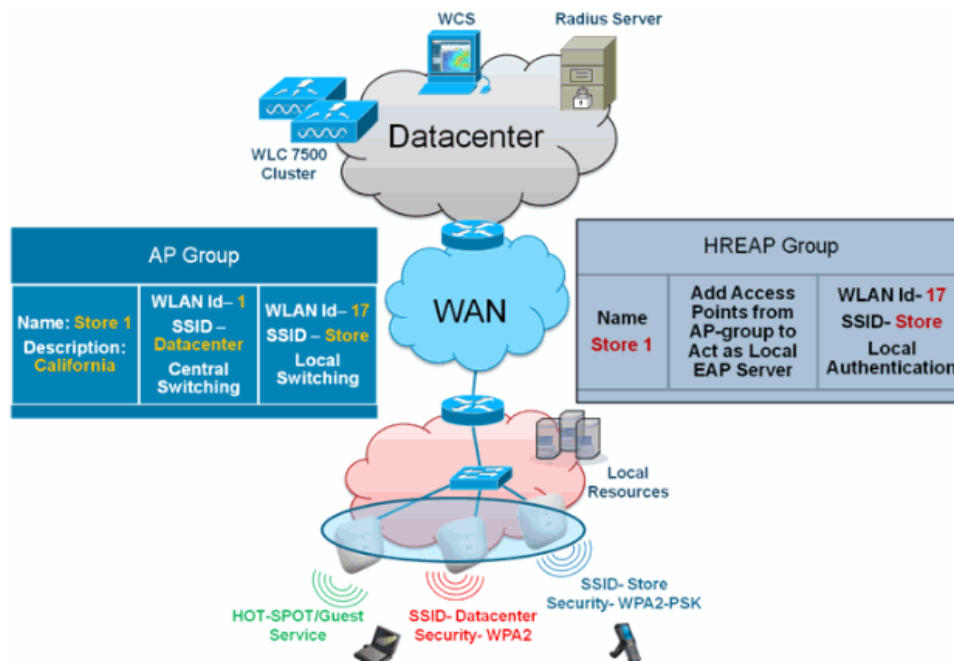 WCS
Radius Server
WLC 7500
Cluster
Datacenter
AP Group
Name: Store 1
Description:
California
WLAN Id– 1
SSID –
Datacenter
Central
Switching
WLAN Id– 17
SSID – Store
Local
Switching
WAN
HREAP Group
Name
Store 1
Add Access
Points from
AP-group to
Act as Local
EAP Server
WLAN Id- 17
SSID- Store
Local
Authentication
Local
Resources
HOT-SPOT/Guest
Service
SSID- Datacenter
Security- WPA2
SSID- Store
Security- WPA2-PSK